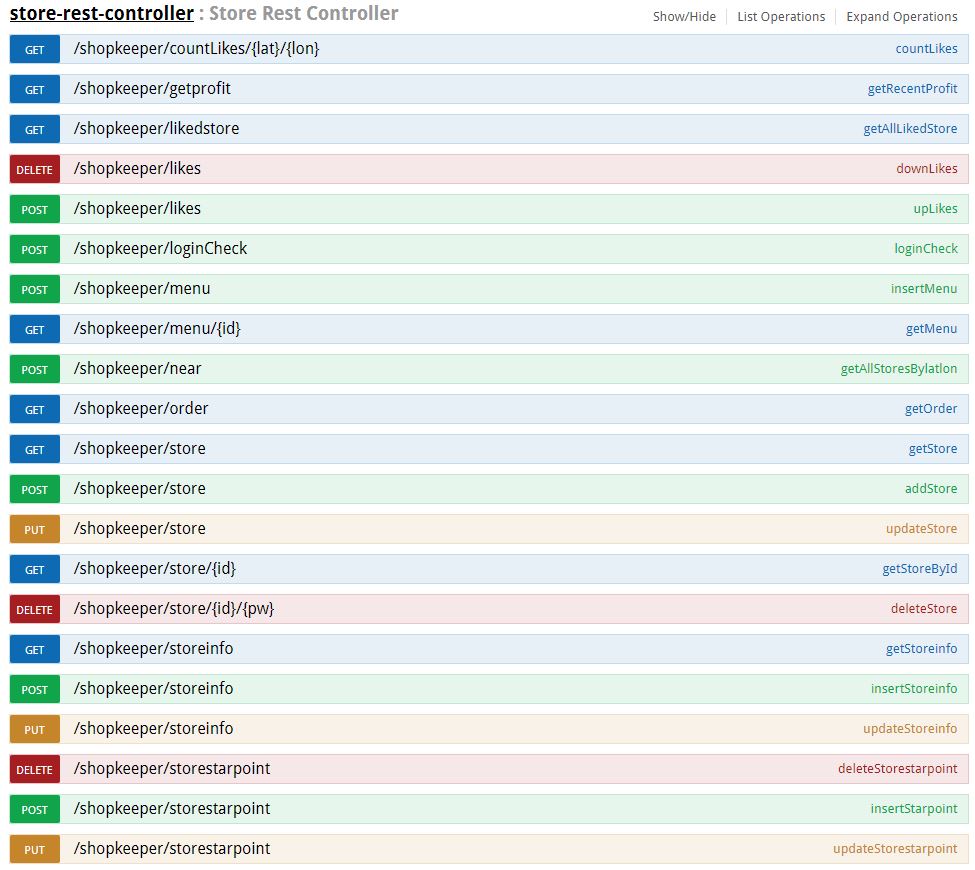 store-rest-controller : Store Rest Controller Show/Hide List Operations Expand Operations
GET /shopkeeper/countLikes/{lat}/{lon} countLikes
GET /shopkeeper/getprofit getRecentProfit
GET /shopkeeper/likedstore getAllLikedStore
DELETE /shopkeeper/likes downLikes
POST /shopkeeper/likes upLikes
POST /shopkeeper/loginCheck loginCheck
POST /shopkeeper/menu insertMenu
GET /shopkeeper/menu/{id} getMenu
POST /shopkeeper/near getAllStoresBylatlon
GET /shopkeeper/order getOrder
GET /shopkeeper/store getStore
POST /shopkeeper/store addStore
PUT /shopkeeper/store updateStore
GET /shopkeeper/store/{id} getStoreById
DELETE /shopkeeper/store/{id}/{pw} deleteStore
GET /shopkeeper/storeinfo getStoreinfo
POST /shopkeeper/storeinfo insertStoreinfo
PUT /shopkeeper/storeinfo updateStoreinfo
DELETE /shopkeeper/storestarpoint deleteStorestarpoint
POST /shopkeeper/storestarpoint insertStarpoint
PUT /shopkeeper/storestarpoint updateStorestarpoint